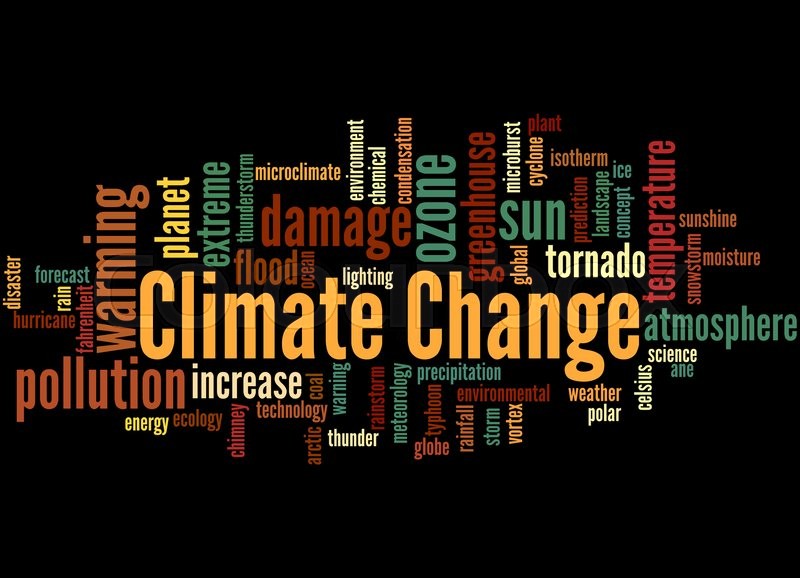 plant
environment
chemical
condensation
microburst
cyclone
isotherm
ice
temperature
greenhouse
ozone
thunderstorm
microclimate
extreme
planet
warming
damage
sun
prediction
landscape
concept
sunshine
snowstorm
moisture
tornado
global
flood
ocean
lighting
disaster
forecast
rain
hurricane
fahrenheit
Climate Change
atmosphere
science
ane
celsius
pollution
increase
coal
warning
rainstorm
meteorology
precipitation
environmental
weather
polar
energy
ecology
chimney
technology
arctic
thunder
typhoon
globe
rainfall
storm
vortex